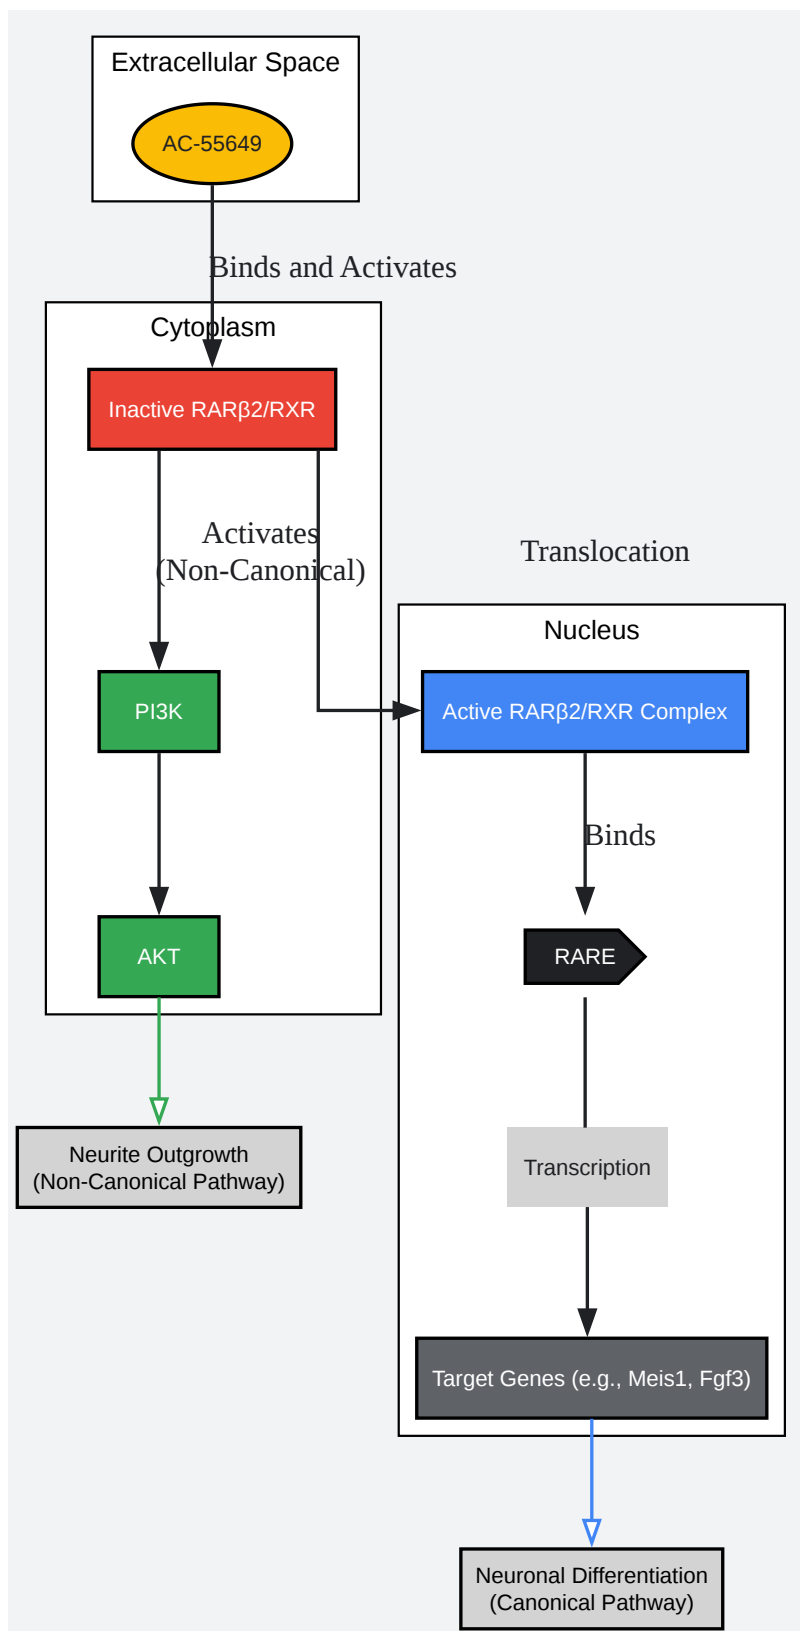 Extracellular Space
AC-55649
Binds and Activates
Cytoplasm
Inactive RARβ2/RXR
Activates
(Non-Canonical)
Translocation
Nucleus
PI3K
Active RARβ2/RXR Complex
Binds
AKT
RARE
Neurite Outgrowth
(Non-Canonical Pathway)
Transcription
Target Genes (e.g., Meis1, Fgf3)
Neuronal Differentiation
(Canonical Pathway)